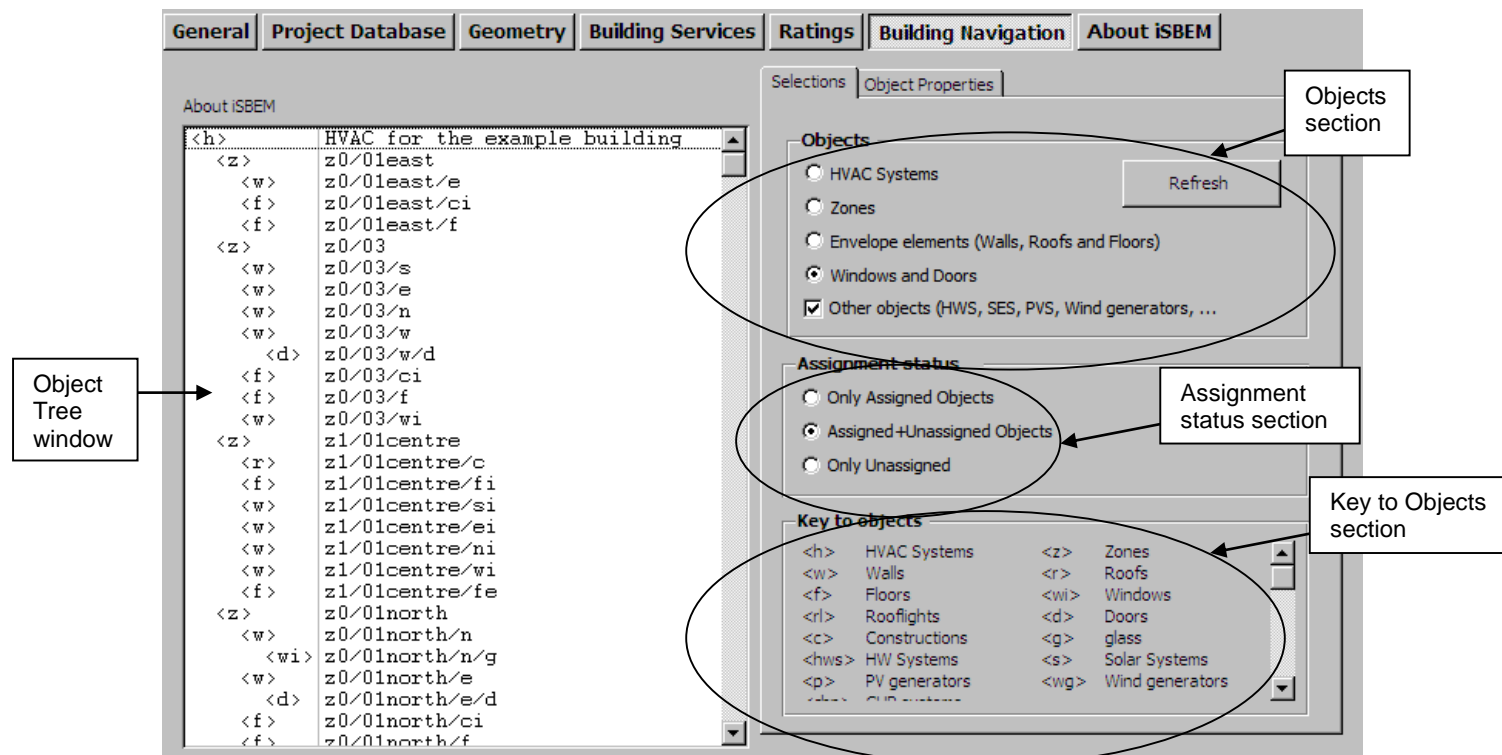 General Project Database Geometry Building Services Ratings Building Navigation About iSBEM
Selections Object Properties
About iSBEM
<h> HVAC for the example building
<z> z0/01east
<w> z0/01east/e
<f> z0/01east/ci
<f> z0/01east/f
<z> z0/03
<w> z0/03/s
<w> z0/03/e
<w> z0/03/n
<w> z0/03/w
<d> z0/03/w/d
<f> z0/03/ci
<f> z0/03/f
<w> z0/03/wi
<z> z1/01centre
<r> z1/01centre/c
<f> z1/01centre/fi
<w> z1/01centre/si
<w> z1/01centre/ei
<w> z1/01centre/ni
<w> z1/01centre/wi
<f> z1/01centre/fe
<z> z0/01north
<w> z0/01north/n
<wi> z0/01north/n/g
<w> z0/01north/e
<d> z0/01north/e/d
<f> z0/01north/ci
<f> z0/01north/f
Objects
HVAC Systems
Refresh
Zones
Envelope elements (Walls, Roofs and Floors)
Windows and Doors
Other objects (HWS, SES, PVS, Wind generators, ...
Assignment status
Only Assigned Objects
Assigned+Unassigned Objects
Only Unassigned
Key to objects
<h> HVAC Systems <z> Zones
<w> Walls <r> Roofs
<f> Floors <wi> Windows
<rl> Rooflights <d> Doors
<c> Constructions <g> glass
<hws> HW Systems <s> Solar Systems
<p> PV generators <wg> Wind generators
Objects
section
Object
Tree
window
Assignment
status section
Key to Objects
section